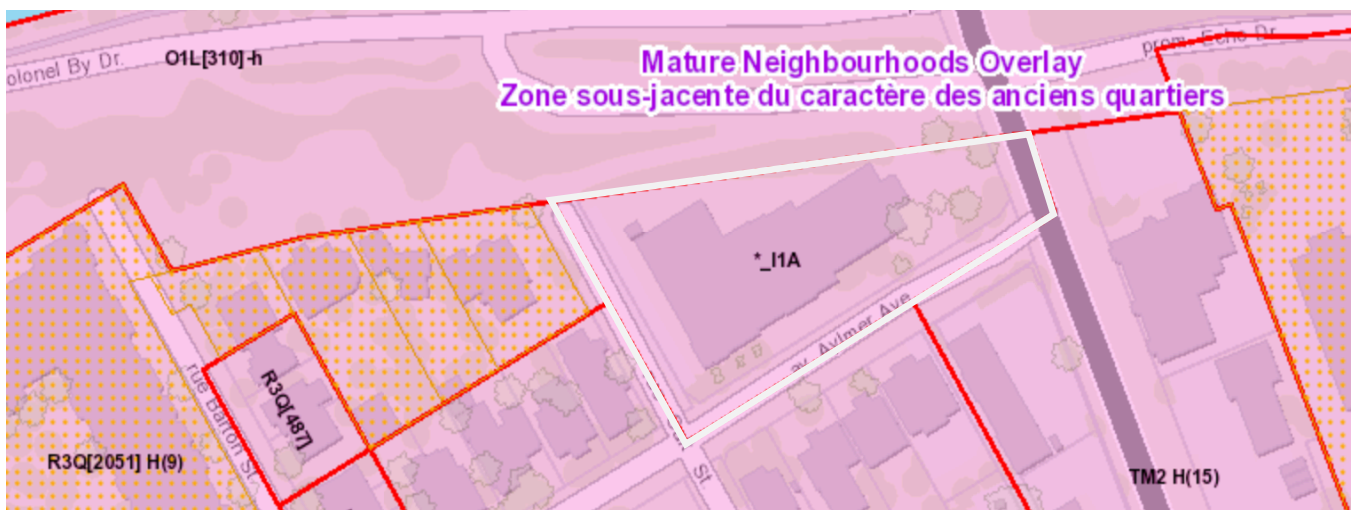 olonel By Dr.
O1L[310]-h
prom. Echo Dr.
Mature Neighbourhoods Overlay
Zone sous-jacente du caractère des anciens quartiers
*_I1A
av. Aylmer Ave.
rue Barton St.
R3Q[487]
R3Q[2051] H(9)
St
TM2 H(15)